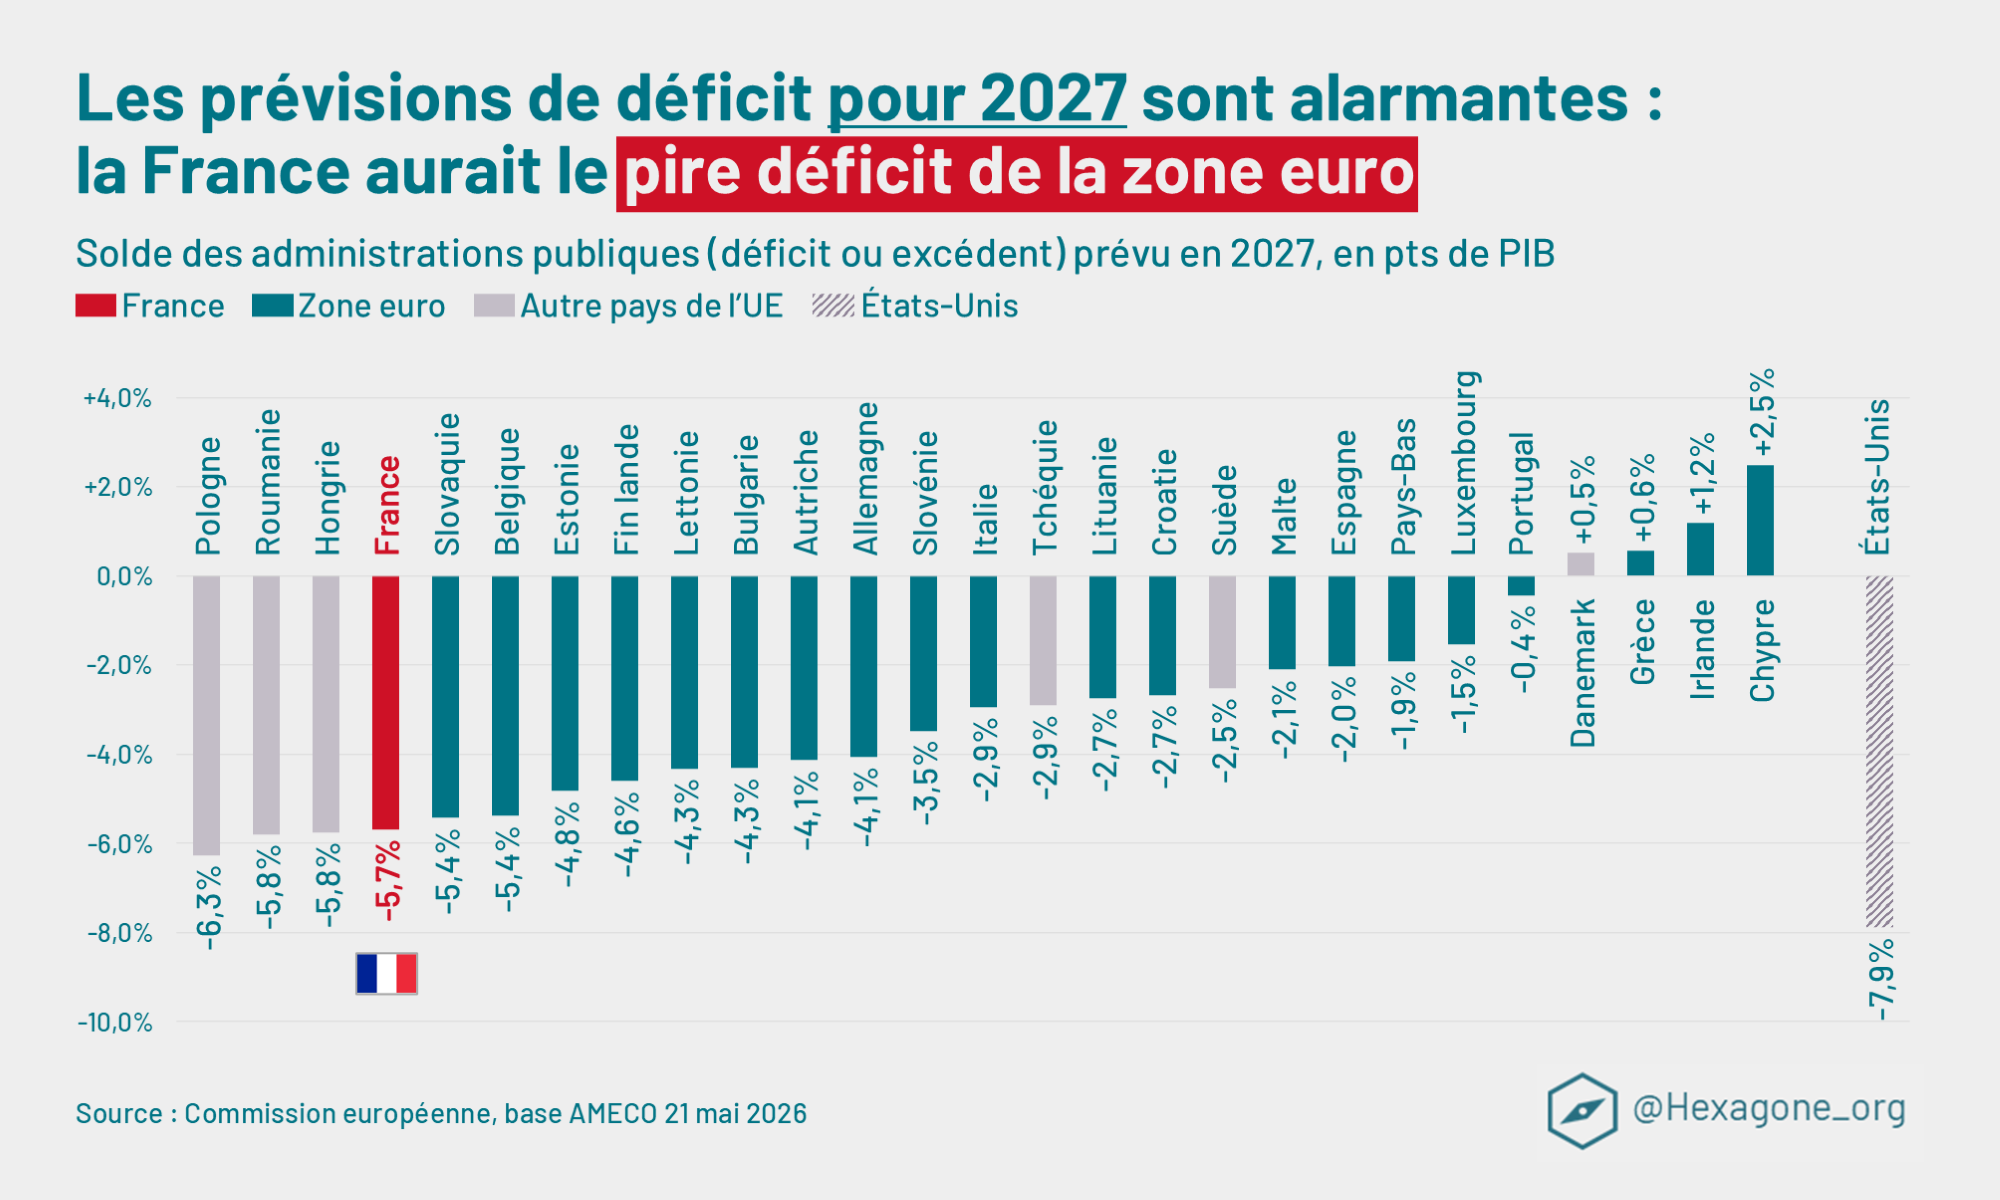 Les prévisions de déficit pour 2027 sont alarmantes :
la France aurait le pire déficit de la zone euro
Solde des administrations publiques (déficit ou excédent) prévu en 2027, en pts de PIB
France
Zone euro
Autre pays de l'UE
États-Unis
+4,0%
+2,0%
0,0%
-2,0%
-4,0%
-6,0%
-8,0%
-10,0%
Pologne
-6,3%
Roumanie
-5,8%
Hongrie
-5,8%
France
-5,7%
Slovaquie
-5,4%
Belgique
-5,4%
Estonie
-4,8%
Finlande
-4,6%
Lettonie
-4,3%
Bulgarie
-4,3%
Autriche
-4,1%
Allemagne
-4,1%
Slovénie
-3,5%
Italie
-2,9%
Tchéquie
-2,9%
Lituanie
-2,7%
Croatie
-2,7%
Suède
-2,5%
Malte
-2,1%
Espagne
-2,0%
Pays-Bas
-1,9%
Luxembourg
-1,5%
Portugal
-0,4%
+0,5%
Danemark
+0,6%
Grèce
+1,2%
Irlande
+2,5%
Chypre
États-Unis
-7,9%
Source : Commission européenne, base AMECO 21 mai 2026
@Hexagone_org